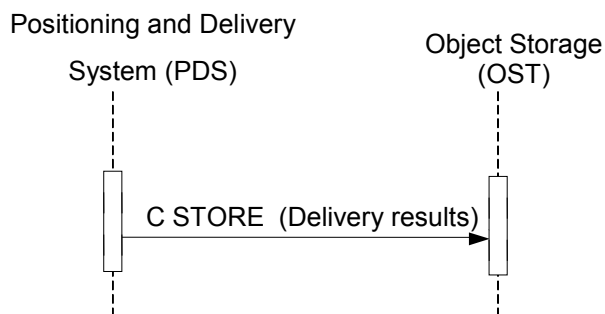 Positioning and Delivery
System (PDS)
Object Storage
(OST)
C STORE (Delivery results)